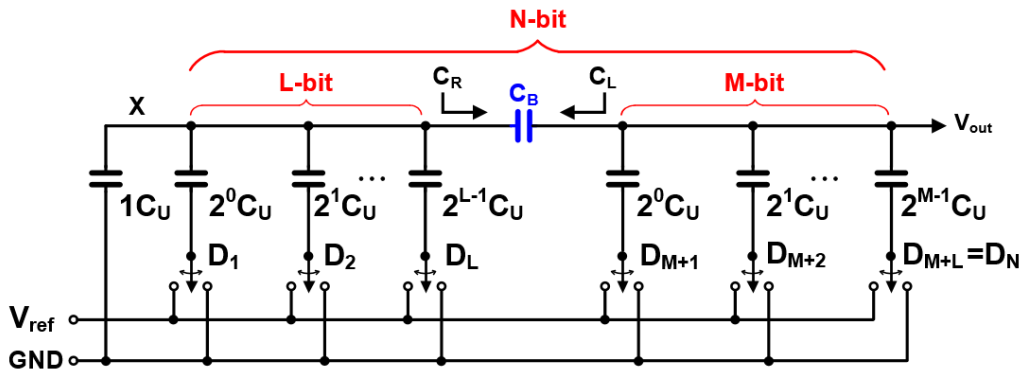 N-bit
L-bit
C_R
C_B
C_L
M-bit
X
V_out
1C_U
2^0C_U
2^1C_U
...
2^{L-1}C_U
2^0C_U
2^1C_U
...
2^{M-1}C_U
D_1
D_2
D_L
D_{M+1}
D_{M+2}
D_{M+L}=D_N
V_ref
GND